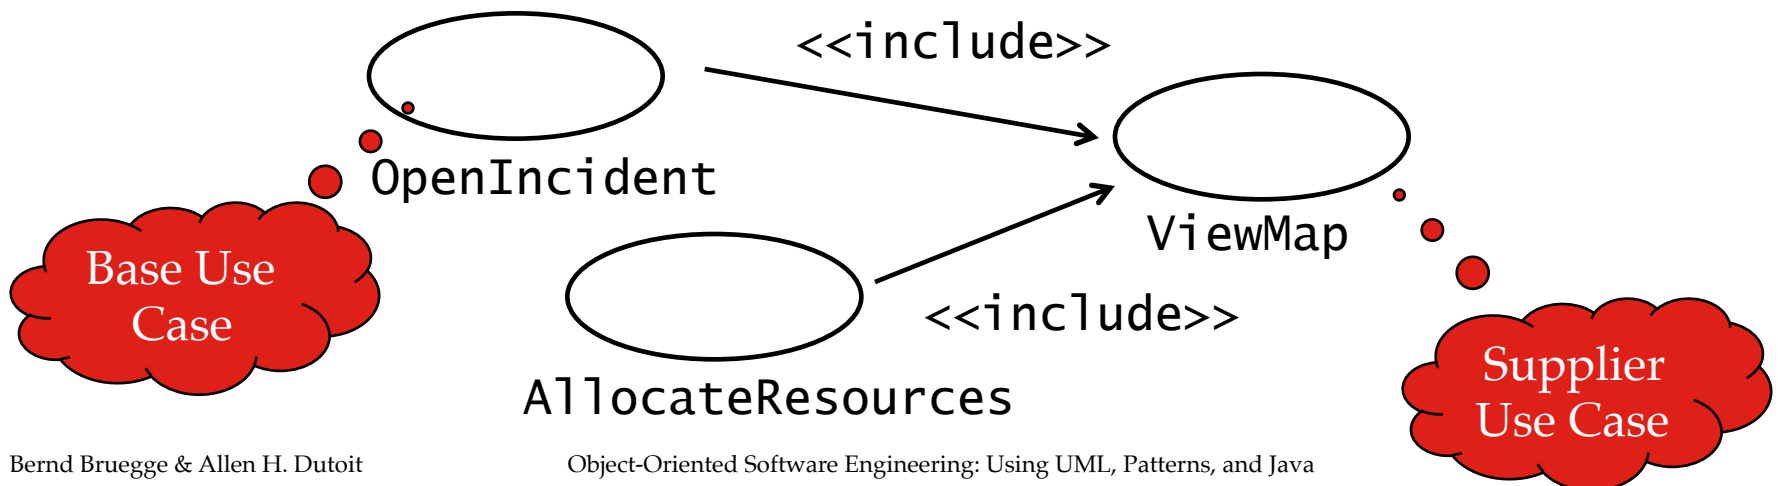 <<include>>
OpenIncident
ViewMap
Base Use
Case
<<include>>
AllocateResources
Supplier
Use Case
Bernd Bruegge & Allen H. Dutoit
Object-Oriented Software Engineering: Using UML, Patterns, and Java